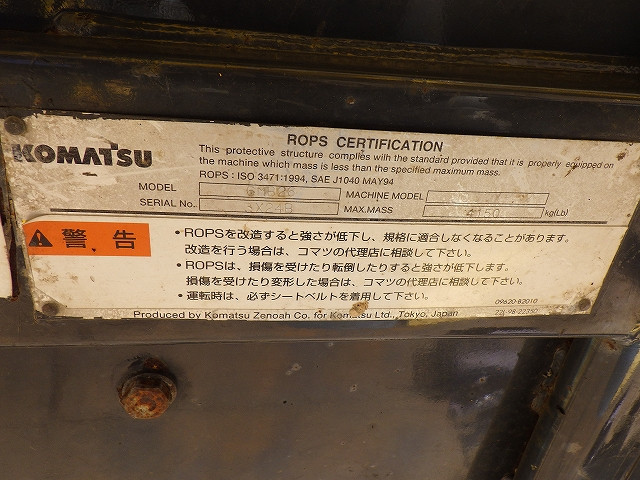 KOMATSU
ROPS CERTIFICATION
This protective structure complies with the standard provided that it is properly equipped on
the machine which mass is less than the specified maximum mass.
ROPS : ISO 3471:1994, SAE J1040 MAY94
MODEL
MACHINE MODEL
SERIAL No.
MAX.MASS 4150 kg(Lb)
警告
・ROPSを改造すると強さが低下し、規格に適合しなくなることがあります。
改造を行う場合は、コマツの代理店に相談して下さい。
・ROPSは、損傷を受けたり転倒したりすると強さが低下します。
損傷を受けたり変形した場合は、コマツの代理店に相談して下さい。
・運転時は、必ずシートベルトを着用して下さい。
09620-B2010
Produced by Komatsu Zenoah Co. for Komatsu Ltd., Tokyo, Japan
22J-98-22350